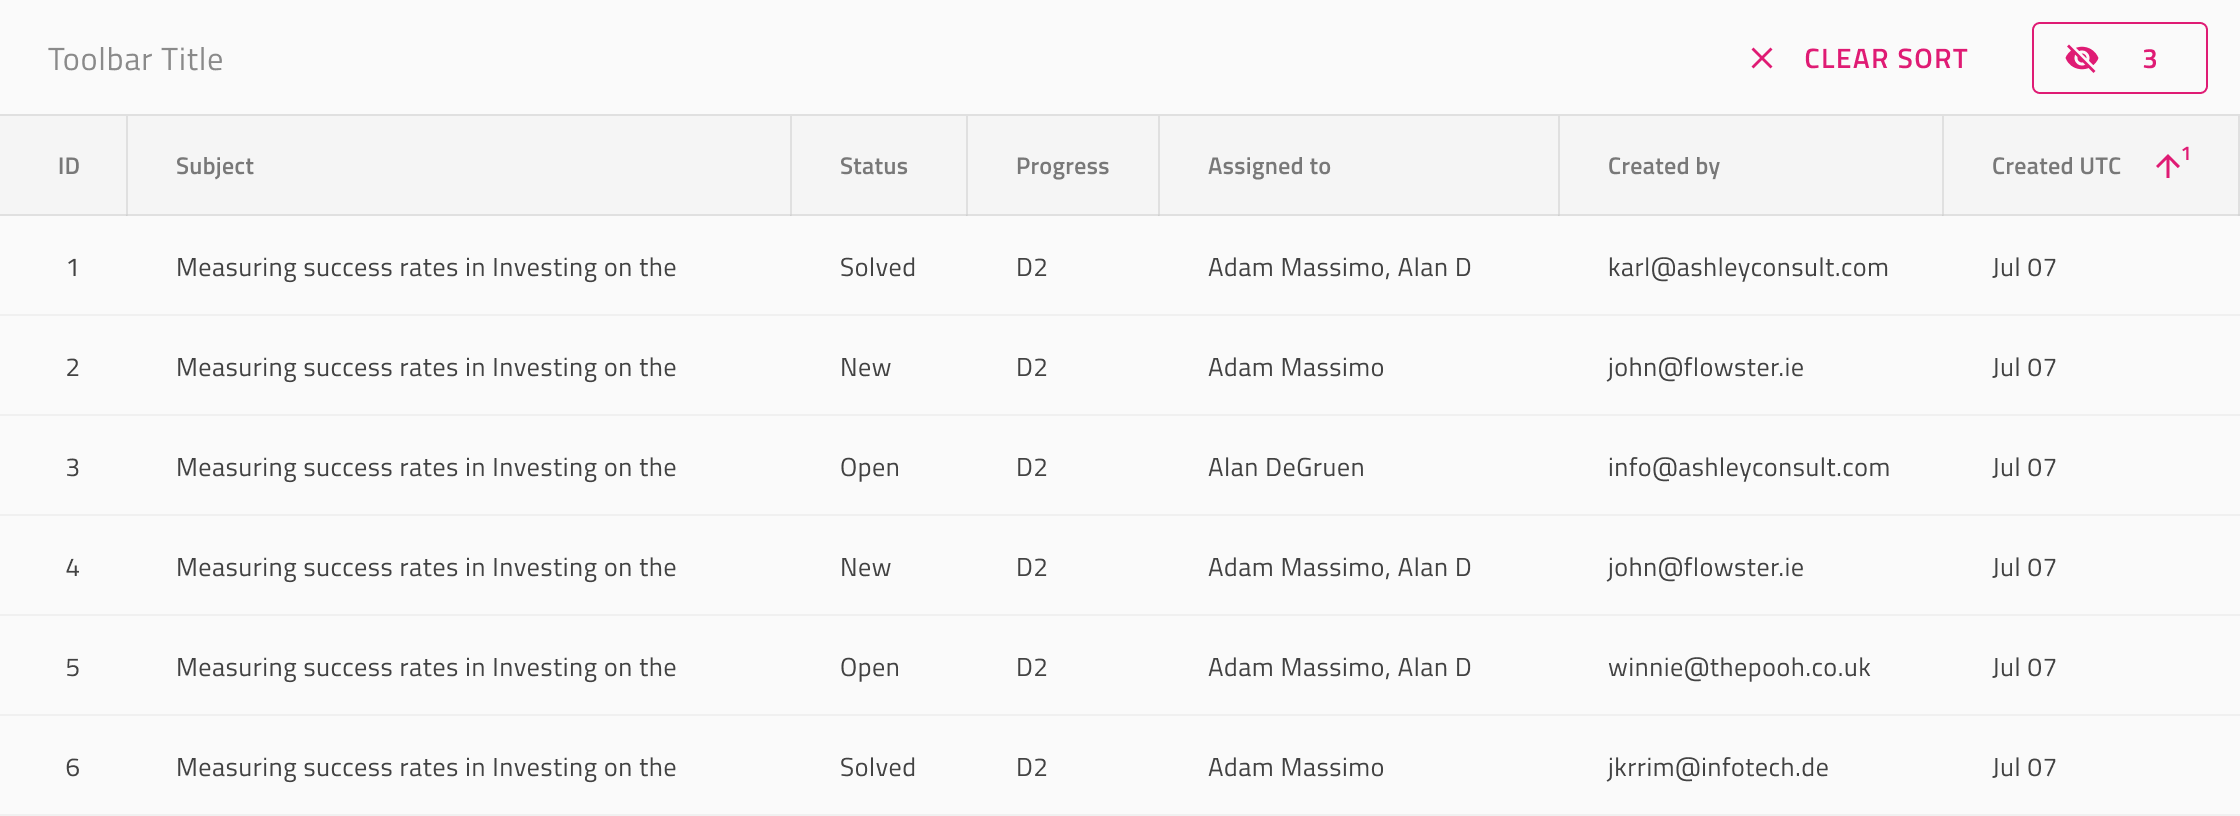 Toolbar Title CLEAR SORT 3
ID Subject Status Progress Assigned to Created by Created UTC 1
1 Measuring success rates in Investing on the Solved D2 Adam Massimo, Alan D karl@ashleyconsult.com Jul 07
2 Measuring success rates in Investing on the New D2 Adam Massimo john@flowster.ie Jul 07
3 Measuring success rates in Investing on the Open D2 Alan DeGruen info@ashleyconsult.com Jul 07
4 Measuring success rates in Investing on the New D2 Adam Massimo, Alan D john@flowster.ie Jul 07
5 Measuring success rates in Investing on the Open D2 Adam Massimo, Alan D winnie@thepooh.co.uk Jul 07
6 Measuring success rates in Investing on the Solved D2 Adam Massimo jkrrim@infotech.de Jul 07